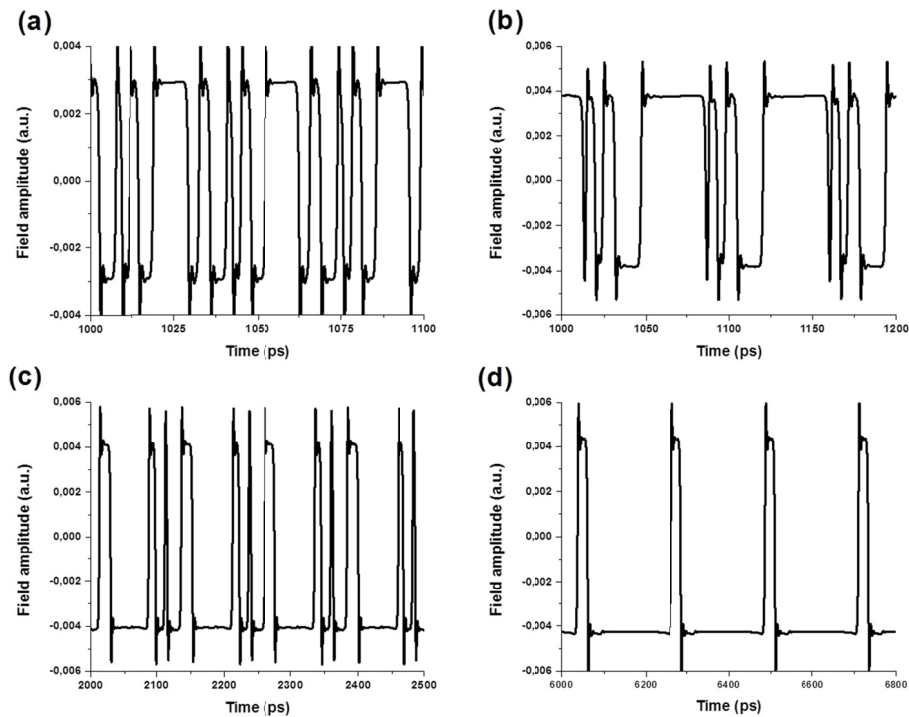 (a)
0,004
0,002
0,000
-0,002
-0,004
Field amplitude (a.u.)
1000 1025 1050 1075 1100
Time (ps)
(b)
0,006
0,004
0,002
0,000
-0,002
-0,004
-0,006
Field amplitude (a.u.)
1000 1050 1100 1150 1200
Time (ps)
(c)
0,006
0,004
0,002
0,000
-0,002
-0,004
-0,006
Field amplitude (a.u.)
2000 2100 2200 2300 2400 2500
Time (ps)
(d)
0,006
0,004
0,002
0,000
-0,002
-0,004
-0,006
Field amplitude (a.u.)
6000 6200 6400 6600 6800
Time (ps)